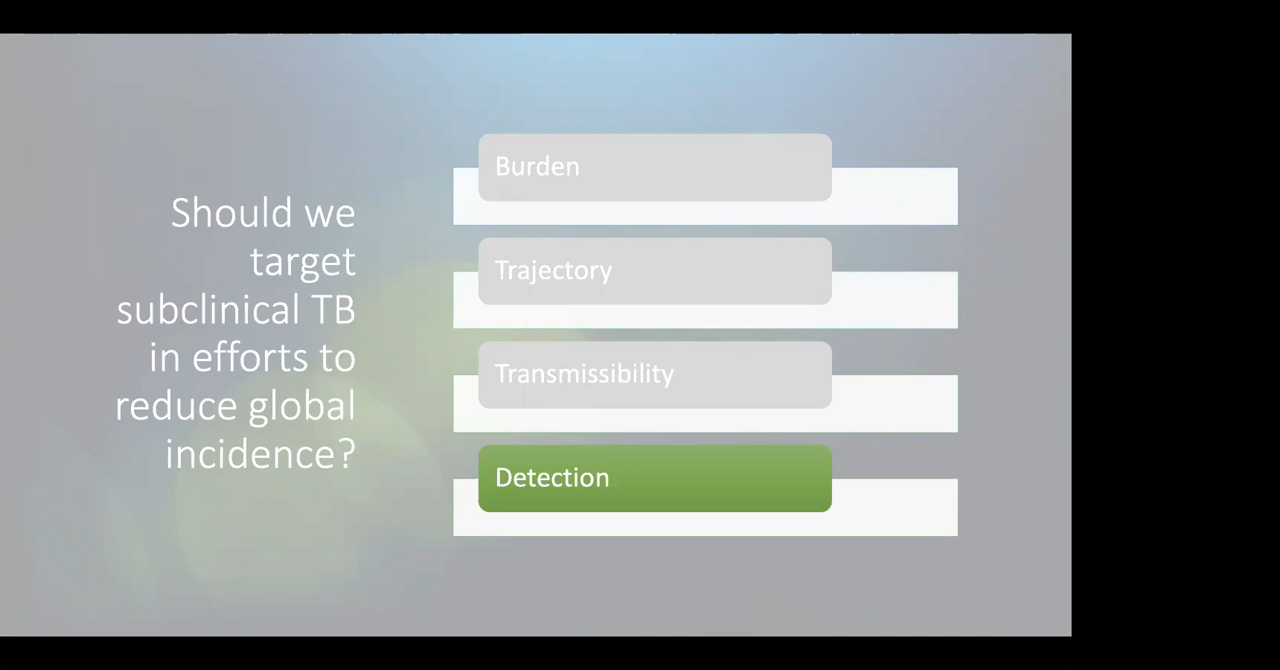 Should we
target
subclinical TB
in efforts to
reduce global
incidence?
Burden
Trajectory
Transmissibility
Detection